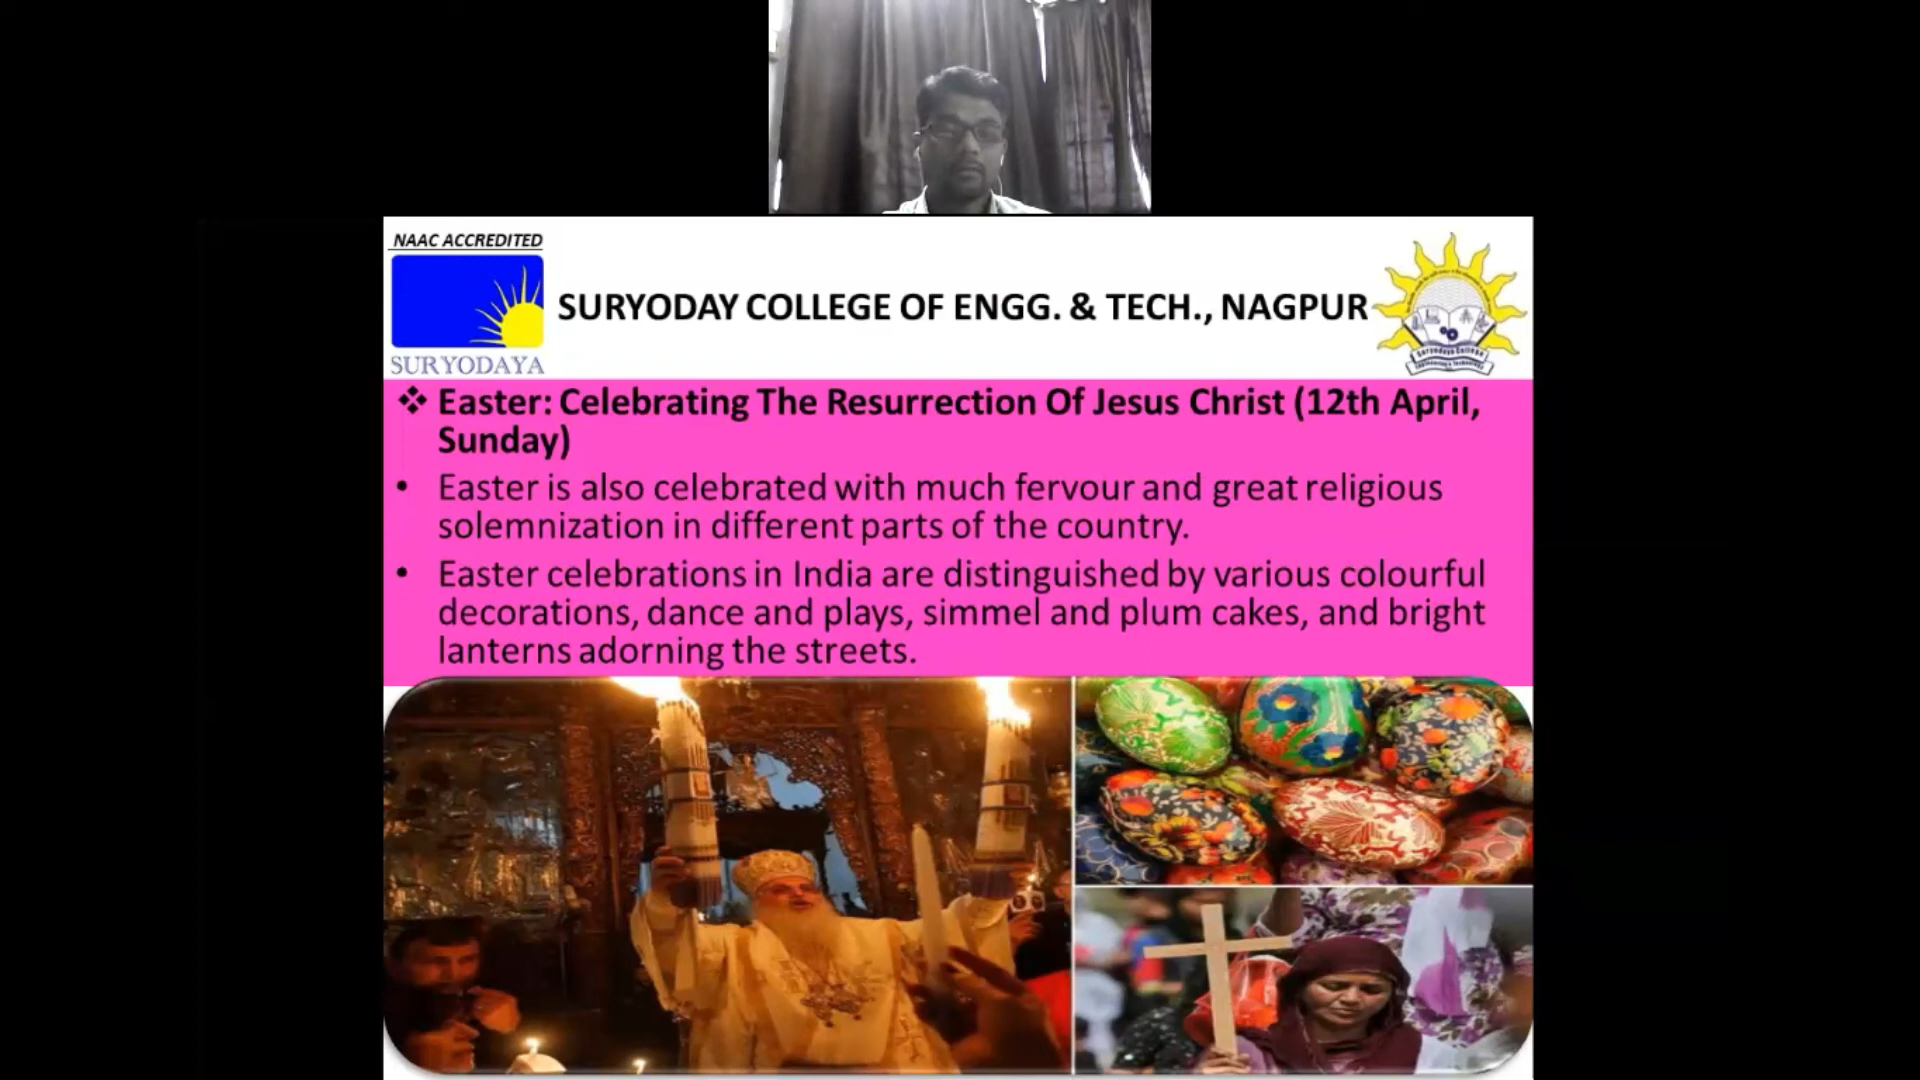 NAAC ACCREDITED
SURYODAYA
SURYODAY COLLEGE OF ENGG. & TECH., NAGPUR
Suryodaya College
❖ Easter: Celebrating The Resurrection Of Jesus Christ (12th April,
Sunday)
• Easter is also celebrated with much fervour and great religious
solemnization in different parts of the country.
• Easter celebrations in India are distinguished by various colourful
decorations, dance and plays, simmel and plum cakes, and bright
lanterns adorning the streets.